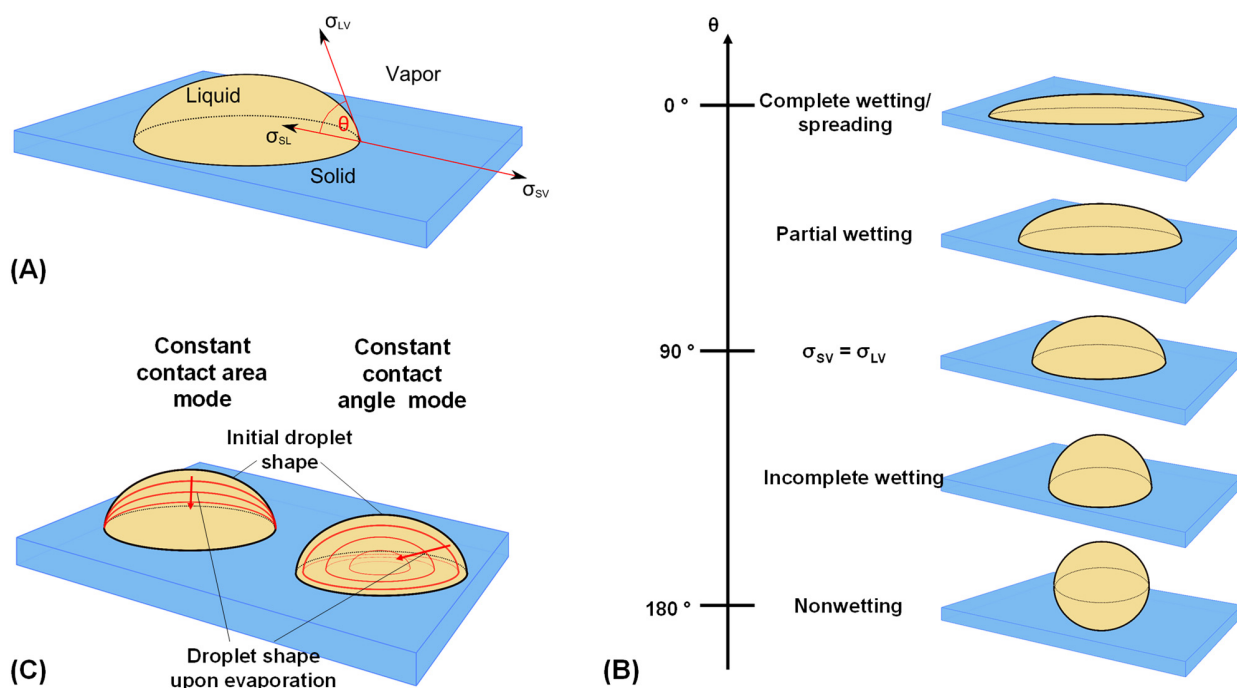 σLV
Vapor
Liquid
θ
σSL
Solid
σSV
(A)
θ
0 °
Complete wetting/
spreading
Partial wetting
90 °
σSV = σLV
Incomplete wetting
180 °
Nonwetting
(B)
Constant
contact area
mode
Constant
contact
angle mode
Initial droplet
shape
Droplet shape
upon evaporation
(C)